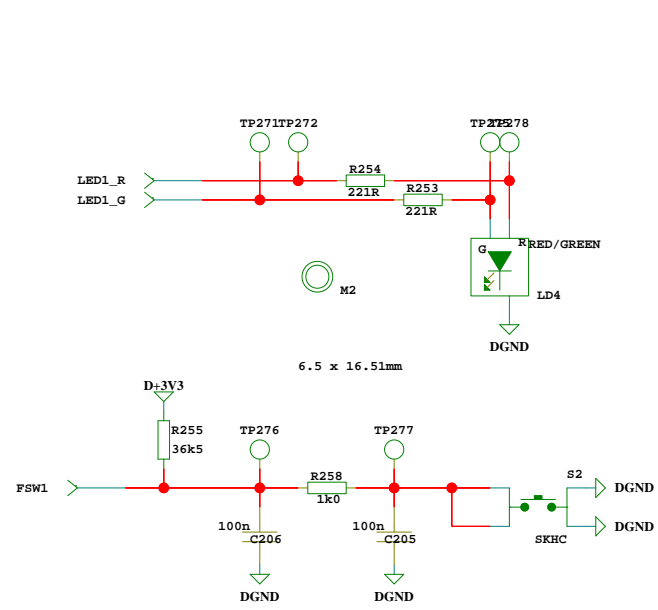 TP271 TP272 TP275 TP278
R254
LED1_R
221R
R253
LED1_G
221R
G R RED/GREEN
M2 LD4
DGND
6.5 x 16.51mm
D+3V3
R255 TP276 TP277
36k5
R258 S2
FSW1 1k0 DGND
100n 100n DGND
C206 C205 SKHC
DGND DGND